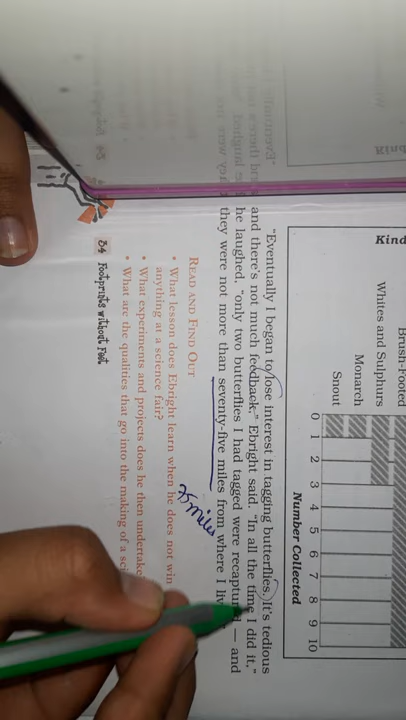 Kind
Brush-Footed
Whites and Sulphurs
Monarch
Snout
0 1 2 3 4 5 6 7 8 9 10
Number Collected
"Eventually I began to lose interest in tagging butterflies. It's tedious
and there's not much feedback," Ebright said. "In all the time I did it,"
he laughed, "only two butterflies I had tagged were — and
they were not more than seventy-five miles from where I
75 miles
READ AND FIND OUT
• What lesson does Ebright learn when he does not win
anything at a science fair?
• What experiments and projects does he then undertake
• What are the qualities that go into the making of a
34 Footprints without Feet